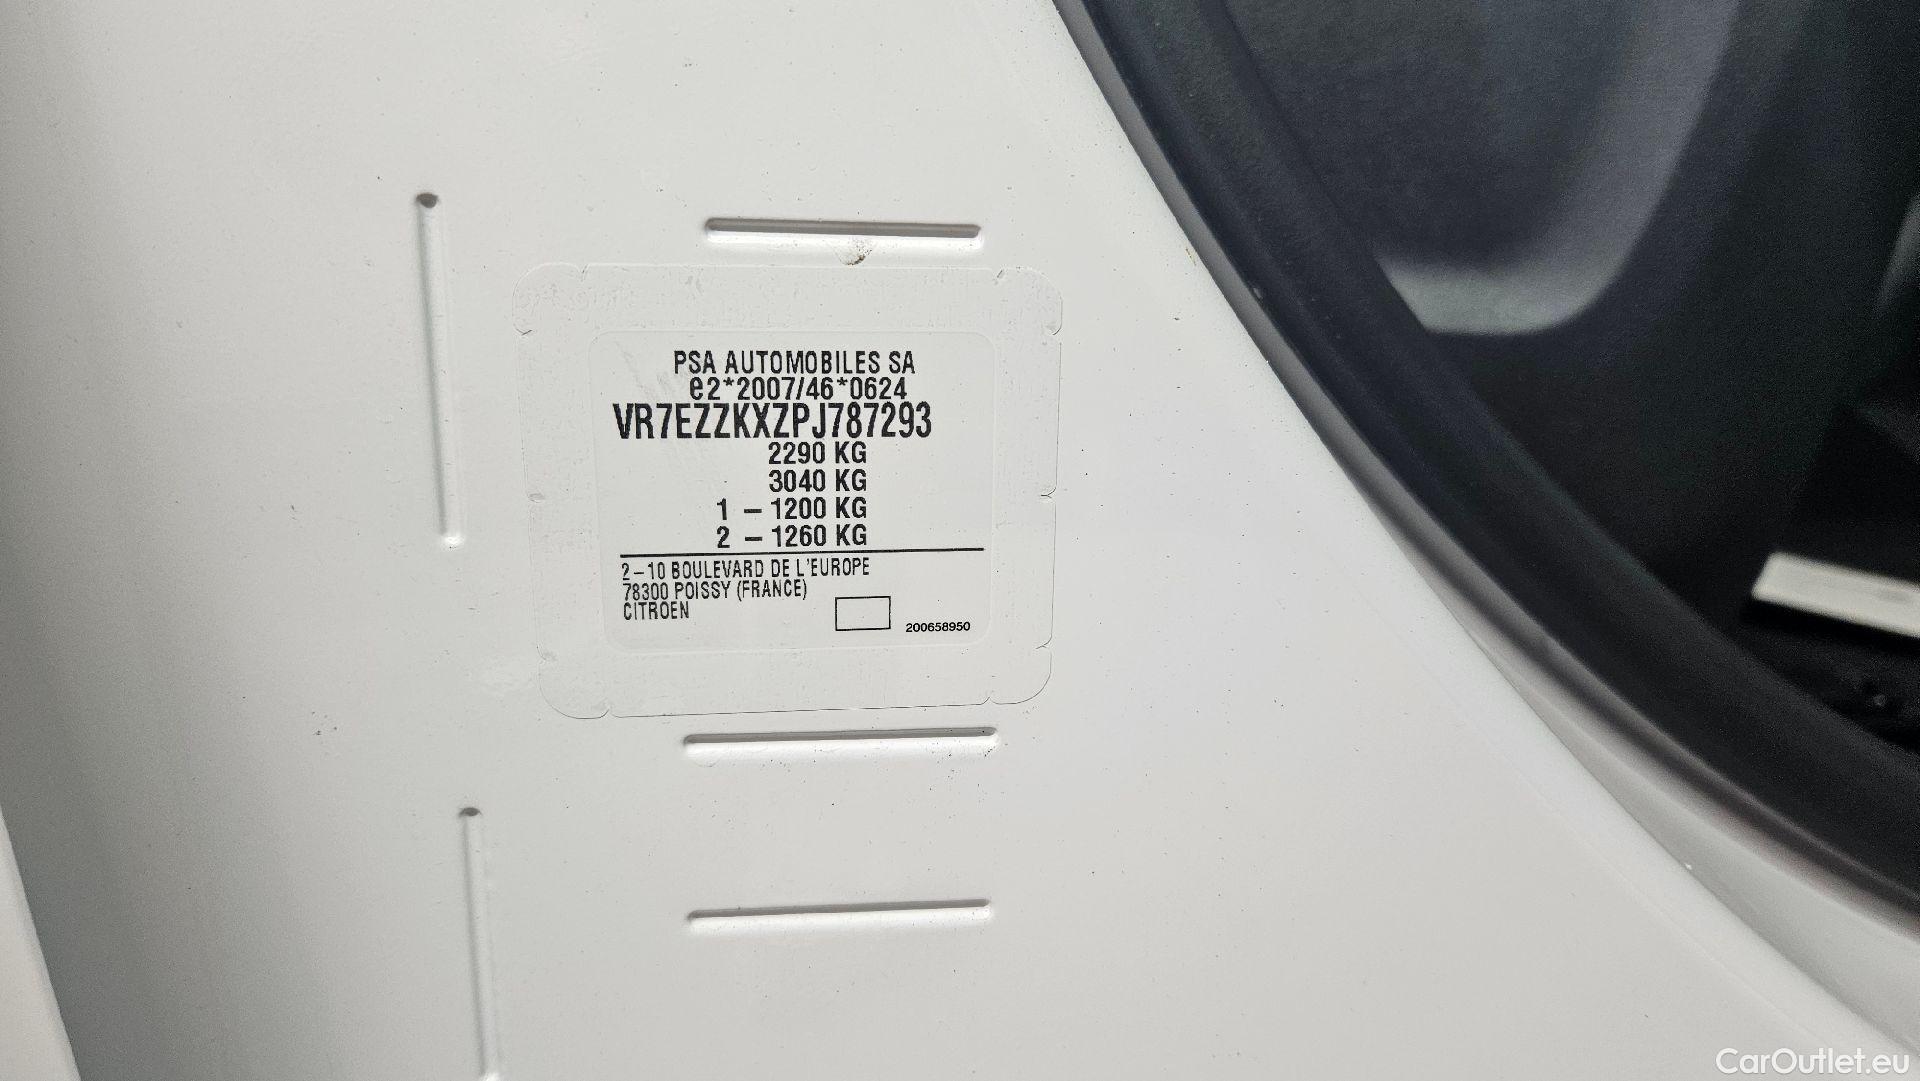 PSA AUTOMOBILES SA
e2*2007/46*0624
VR7EZZKXZPJ787293
2290 KG
3040 KG
1 – 1200 KG
2 – 1260 KG
2–10 BOULEVARD DE L'EUROPE
78300 POISSY (FRANCE)
CITROEN
200658950
CarOutlet.eu